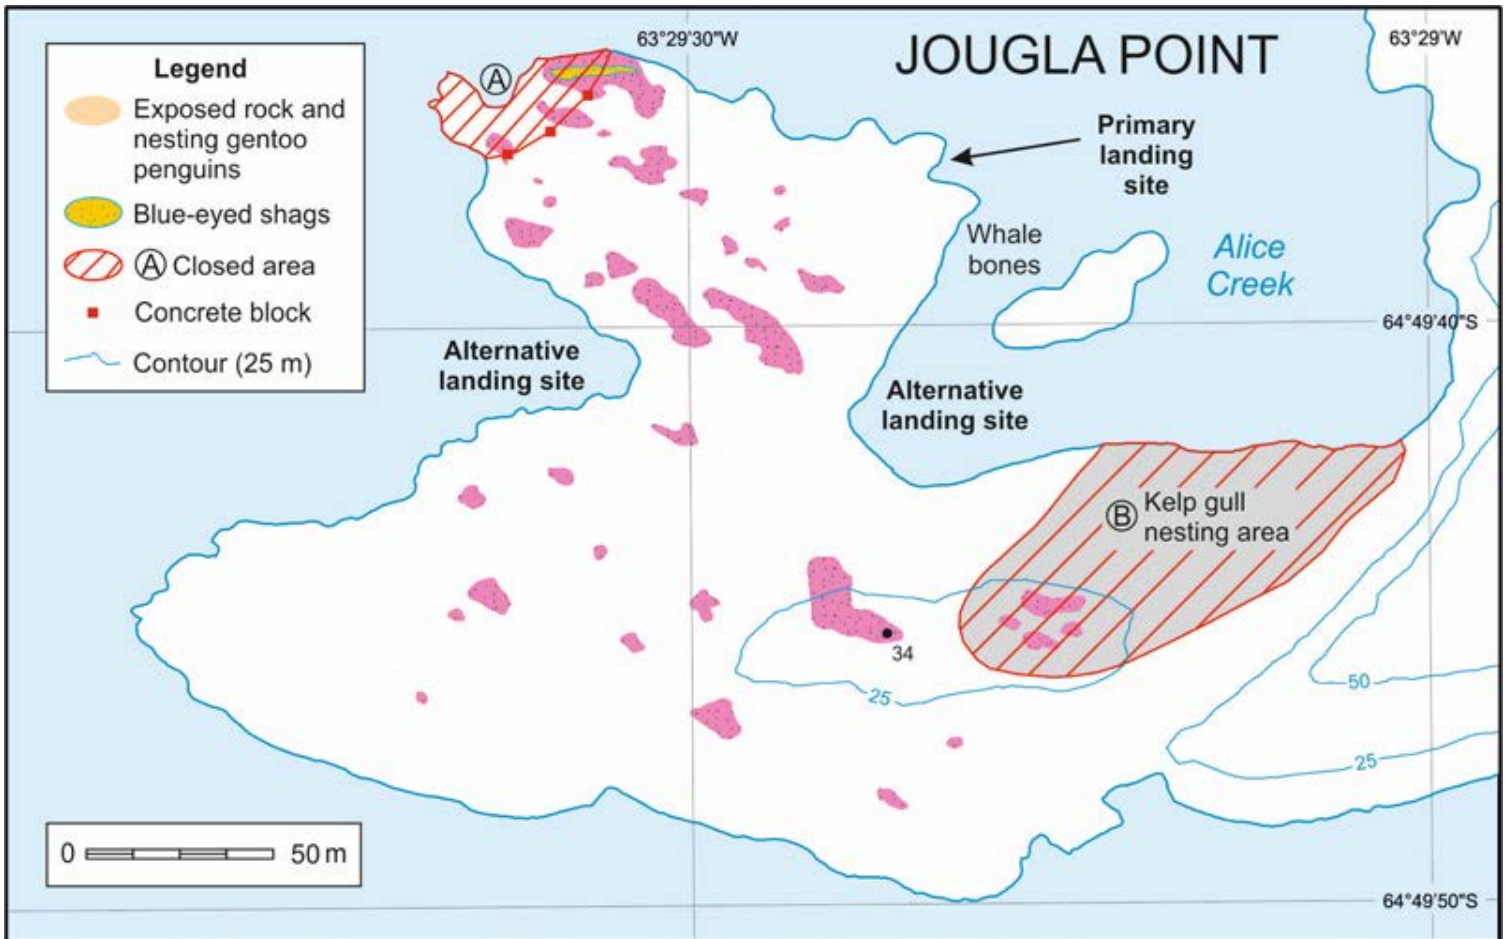 JOUGLA POINT
63°29'30"W
63°29'W
Legend
Exposed rock and
nesting gentoo
penguins
Blue-eyed shags
Ⓐ Closed area
Concrete block
Contour (25 m)
Ⓐ
Primary
landing
site
Whale
bones
Alice
Creek
64°49'40"S
Alternative
landing site
Alternative
landing site
Ⓑ Kelp gull
nesting area
34
25
50
25
0 50 m
64°49'50"S